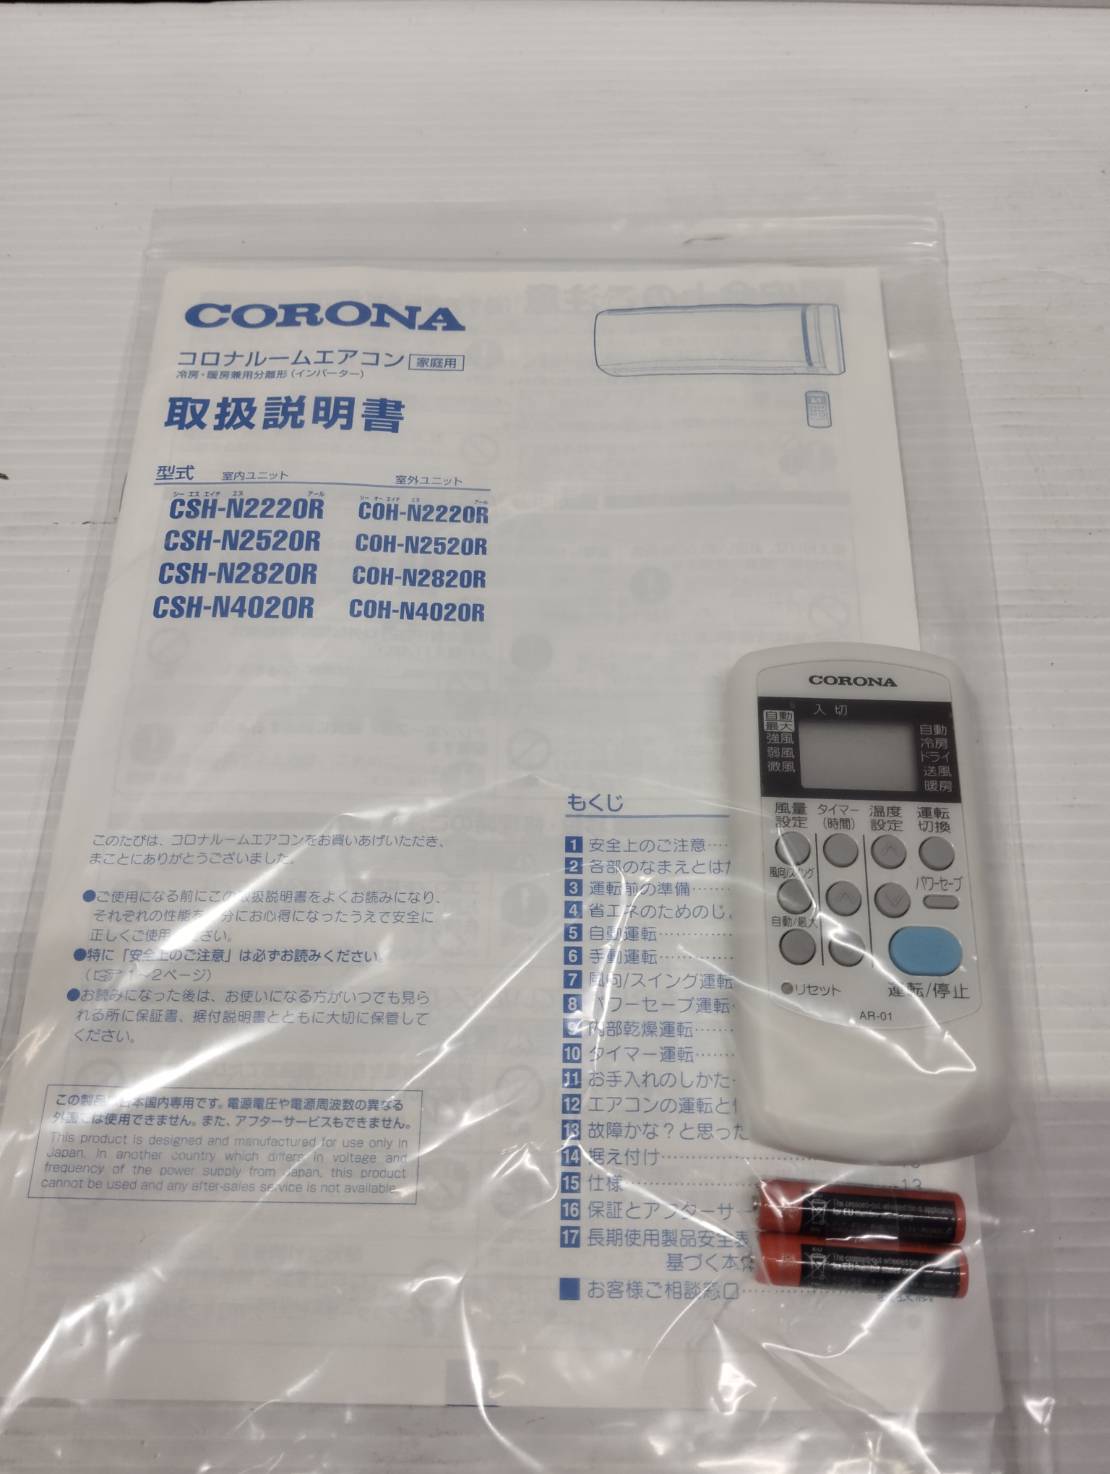 CORONA
コロナルームエアコン 家庭用
冷房・暖房兼用分離形(インバーター)
取扱説明書
型式 室内ユニット 室外ユニット
シー エス エイチ エス アール シー オー エイチ エス アール
CSH-N2220R COH-N2220R
CSH-N2520R COH-N2520R
CSH-N2820R COH-N2820R
CSH-N4020R COH-N4020R
このたびは、コロナルームエアコンをお買いあげいただき、
まことにありがとうございました。
●ご使用になる前にこの取扱説明書をよくお読みになり、
それぞれの性能を 分にお心得になったうえで安全に
正しくご使用ください。
●特に「安全上のご注意」は必ずお読みください。
(1~2ページ)
●お読みになった後は、お使いになる方がいつでも見ら
れる所に保証書、据付説明書とともに大切に保管して
ください。
この製品は日本国内専用です。電源電圧や電源周波数の異なる
外国では使用できません。また、アフターサービスもできません。
This product is designed and manufactured for use only in
Japan. In another country which differs in voltage and
frequency of the power supply from Japan, this product
cannot be used and any after-sales service is not available.
もくじ
1 安全上のご注意
2 各部のなまえとはた
3 運転前の準備
4 省エネのためのじ
5 自動運転
6 手動運転
7 風向/スイング運転
8 パワーセーブ運転
9 内部乾燥運転
10 タイマー運転
11 お手入れのしかた
12 エアコンの運転と
13 故障かな?と思った
14 据え付け
15 仕様 13
16 保証とアフターサ
17 長期使用製品安全表
基づく本体
お客様ご相談窓口
CORONA
入 切
自動
最大
強風
弱風
微風
自動
冷房
ドライ
送風
暖房
風量設定 タイマー(時間) 温度設定 運転切換
風向/スイング
パワーセーブ
自動/最大
リセット
運転/停止
AR-01